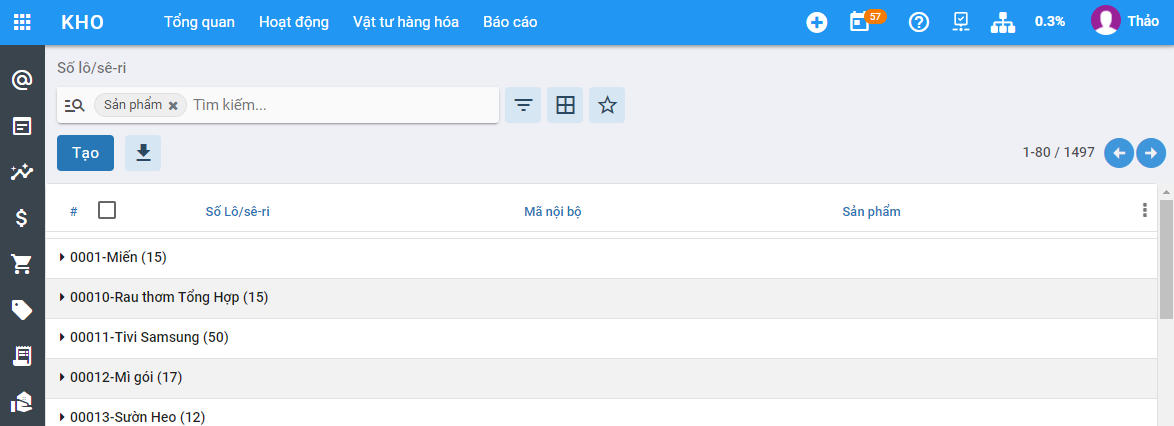 KHO Tổng quan Hoạt động Vật tư hàng hóa Báo cáo 57 0.3% Thảo
Số lô/sê-ri
Sản phẩm Tìm kiếm...
Tạo 1-80 / 1497
# Số Lô/sê-ri Mã nội bộ Sản phẩm
0001-Miến (15)
00010-Rau thơm Tổng Hợp (15)
00011-Tivi Samsung (50)
00012-Mì gói (17)
00013-Sườn Heo (12)